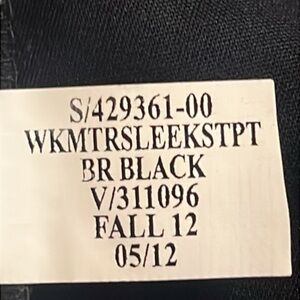 S/429361-00
WKMTRSLEEKSTPT
BR BLACK
V/311096
FALL 12
05/12